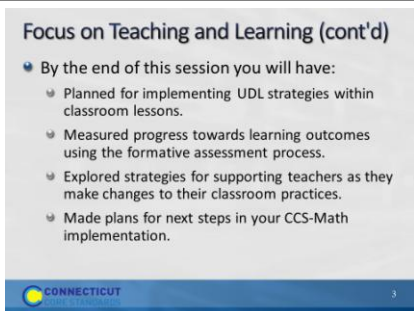 Focus on Teaching and Learning (cont'd)
By the end of this session you will have:
Planned for implementing UDL strategies within
classroom lessons.
Measured progress towards learning outcomes
using the formative assessment process.
Explored strategies for supporting teachers as they
make changes to their classroom practices.
Made plans for next steps in your CCS-Math
implementation.
CONNECTICUT
CORE STANDARDS
3